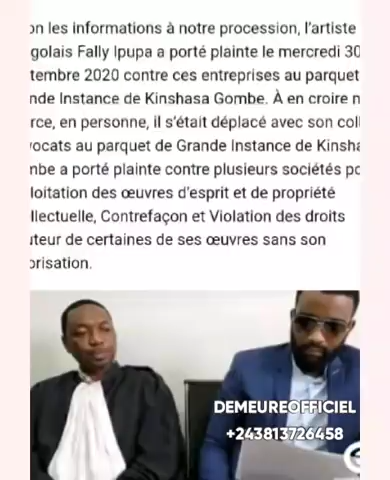 on les informations à notre procession, l'artiste
golais Fally Ipupa a porté plainte le mercredi 30
tembre 2020 contre ces entreprises au parquet
nde Instance de Kinshasa Gombe. À en croire n
rce, en personne, il s'était déplacé avec son col
vocats au parquet de Grande Instance de Kinsha
nbe a porté plainte contre plusieurs sociétés po
loitation des œuvres d'esprit et de propriété
llectuelle, Contrefaçon et Violation des droits
uteur de certaines de ses œuvres sans son
orisation.
DEMEUREOFFICIEL
+243813726458